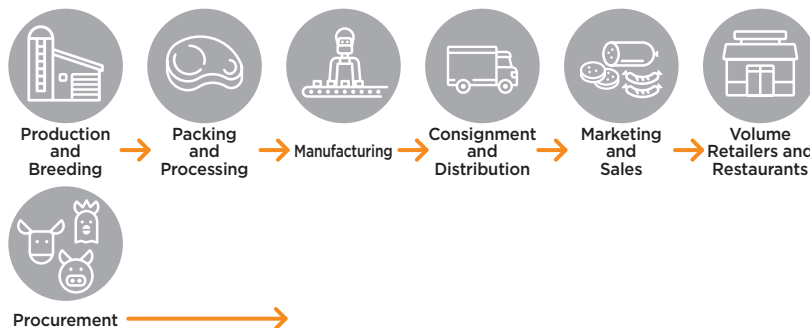 Production
and
Breeding
Packing
and
Processing
Manufacturing
Consignment
and
Distribution
Marketing
and
Sales
Volume
Retailers and
Restaurants
Procurement